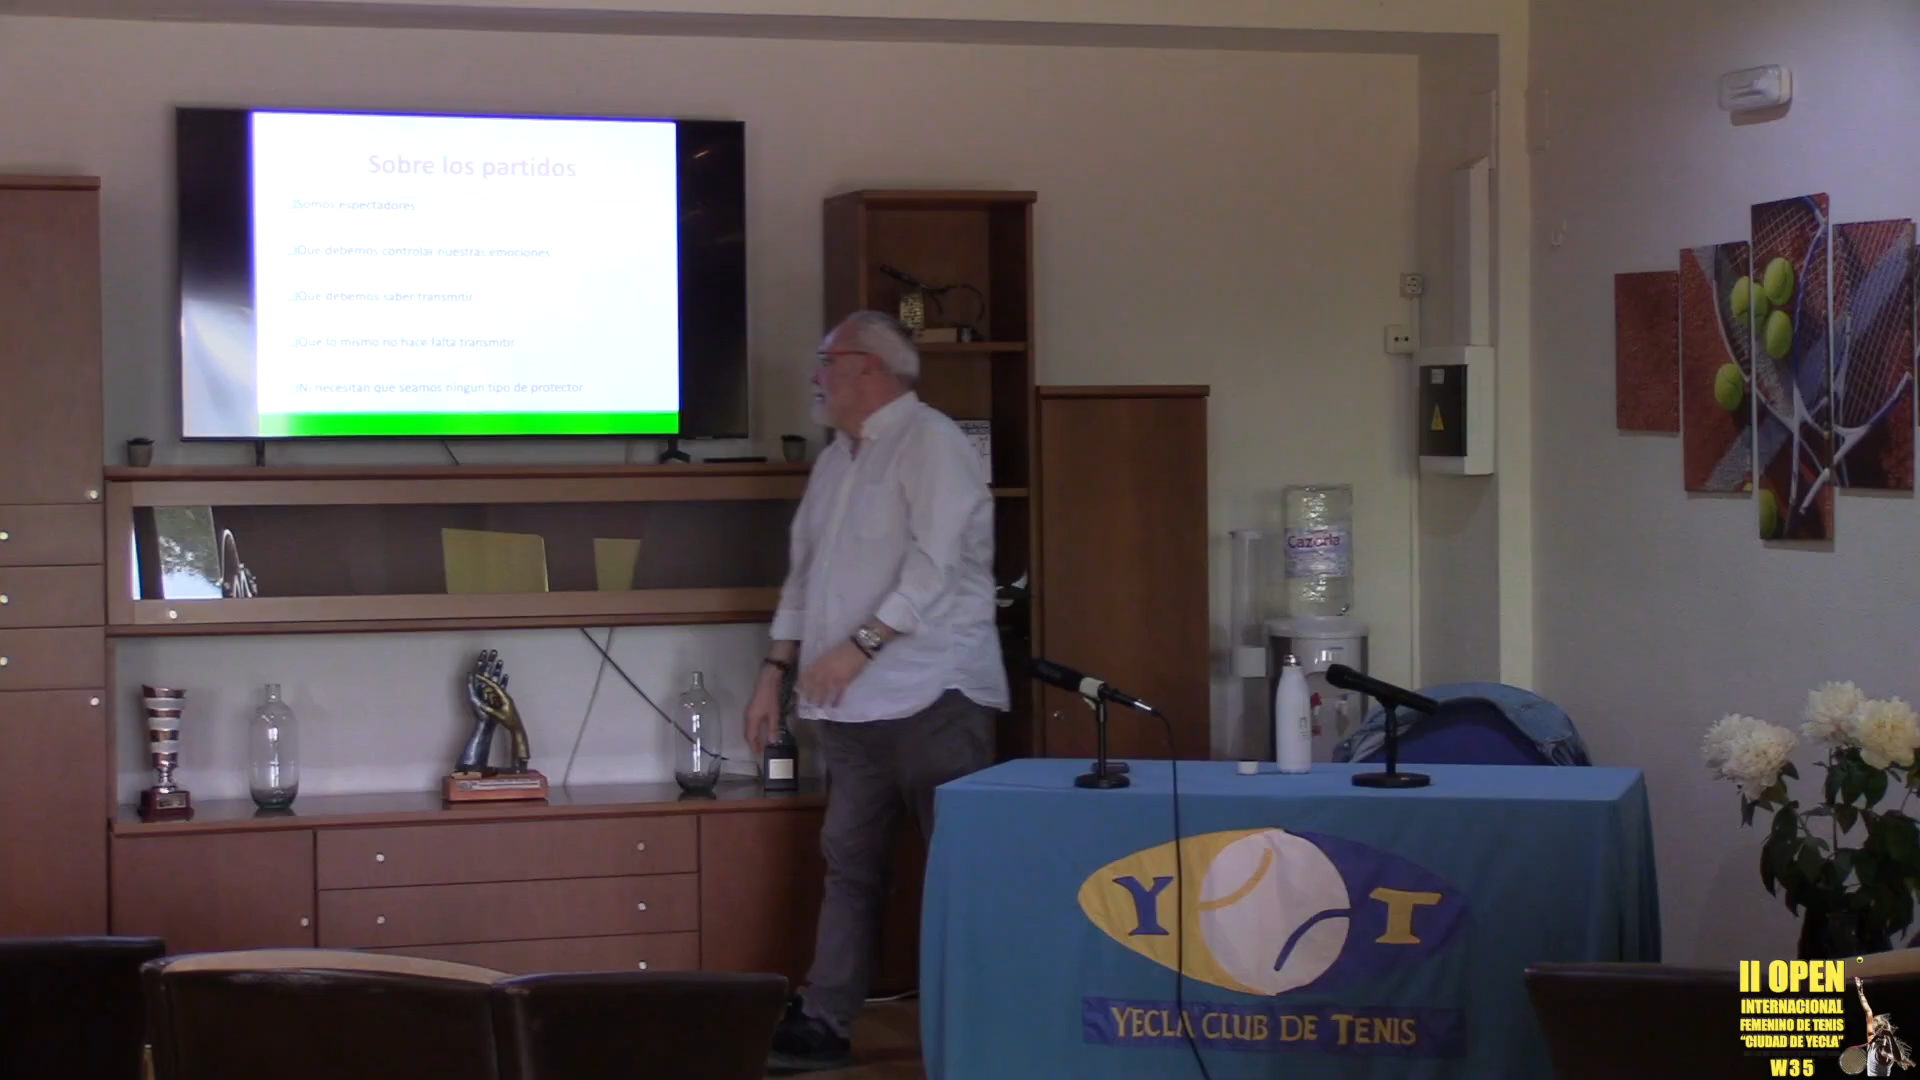 Sobre los partidos
¡Somos espectadores
¡Que debemos controlar nuestras emociones
¡Que debemos saber transmitir
¡Que lo mismo no hace falta transmitir
¡Ni necesitan que seamos ningun tipo de protector
Cazorla
Y T
YECLA CLUB DE TENIS
II OPEN
INTERNACIONAL
FEMENINO DE TENIS
"CIUDAD DE YECLA"
W35